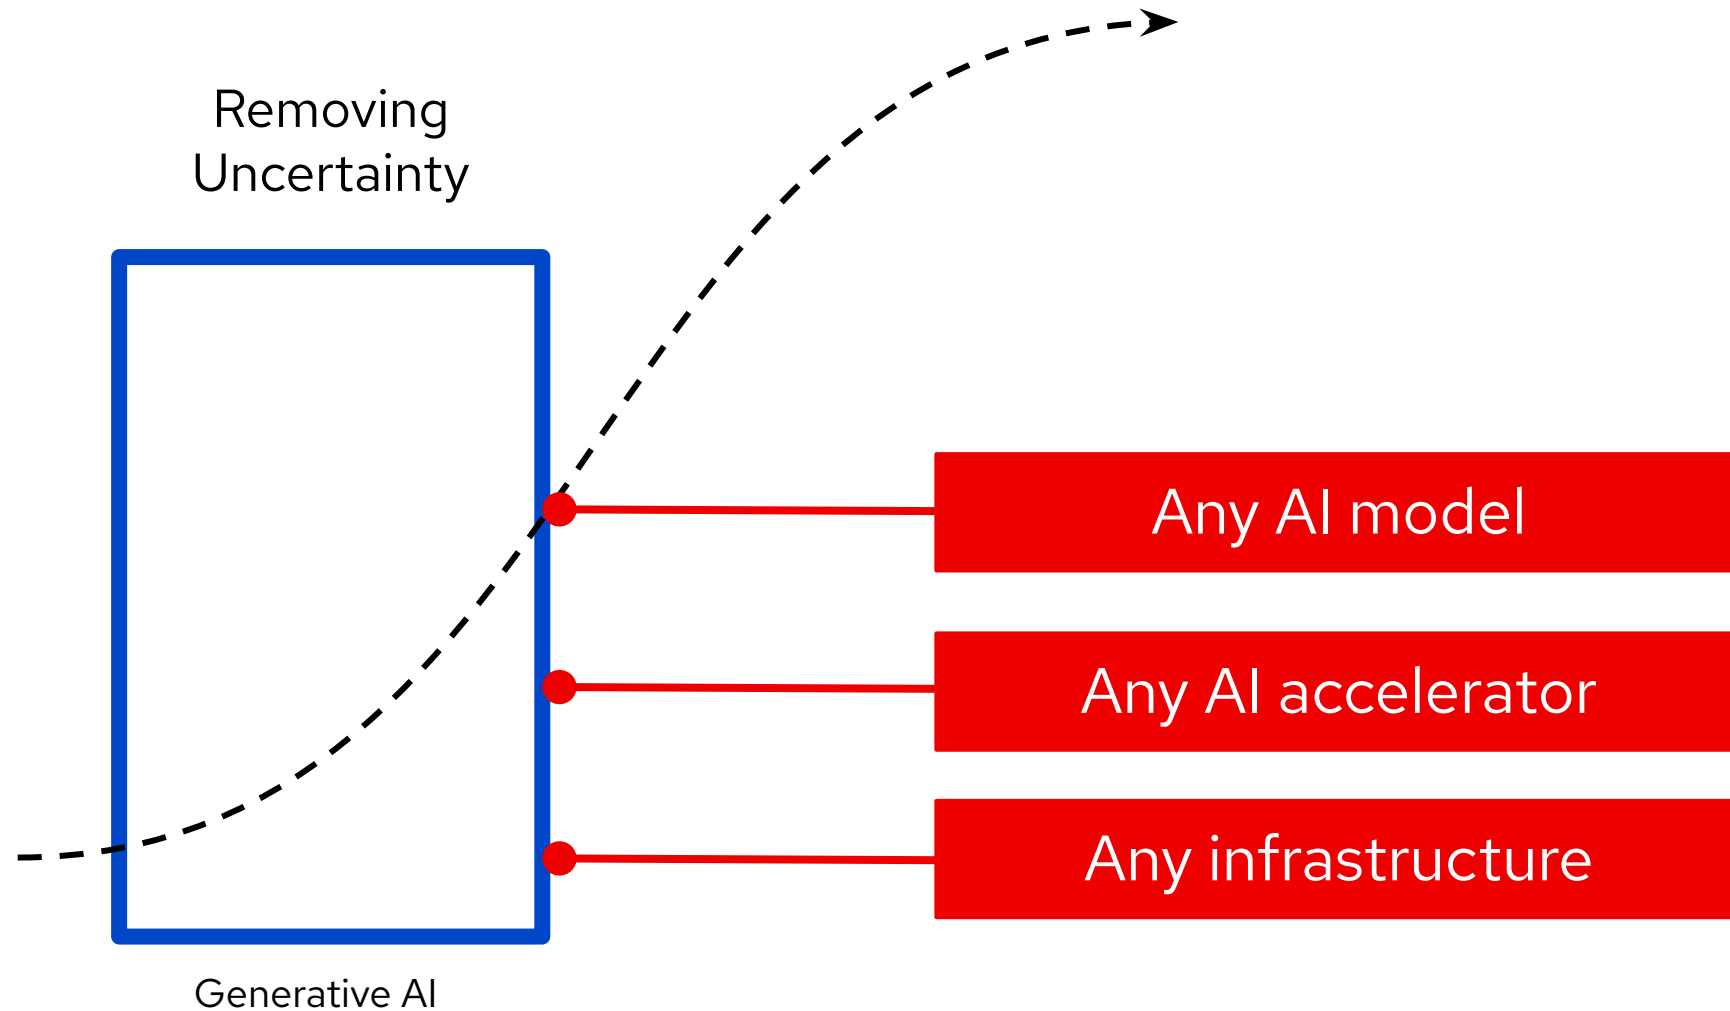 Removing
Uncertainty
Any AI model
Any AI accelerator
Any infrastructure
Generative AI